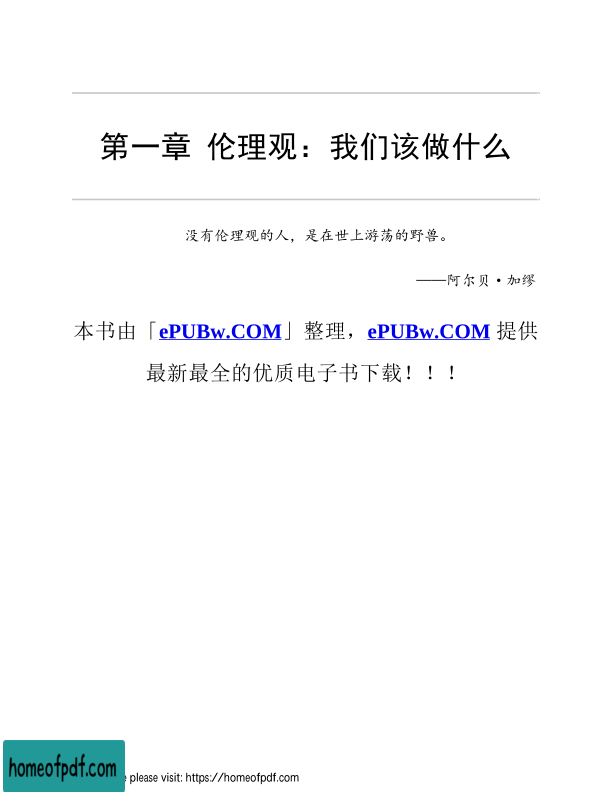 第一章 伦理观：我们该做什么
没有伦理观的人，是在世上游荡的野兽。
——阿尔贝·加缪
本书由「ePUBw.COM」整理，ePUBw.COM 提供
最新最全的优质电子书下载！！！
homeofpdf.com
please visit: https://homeofpdf.com